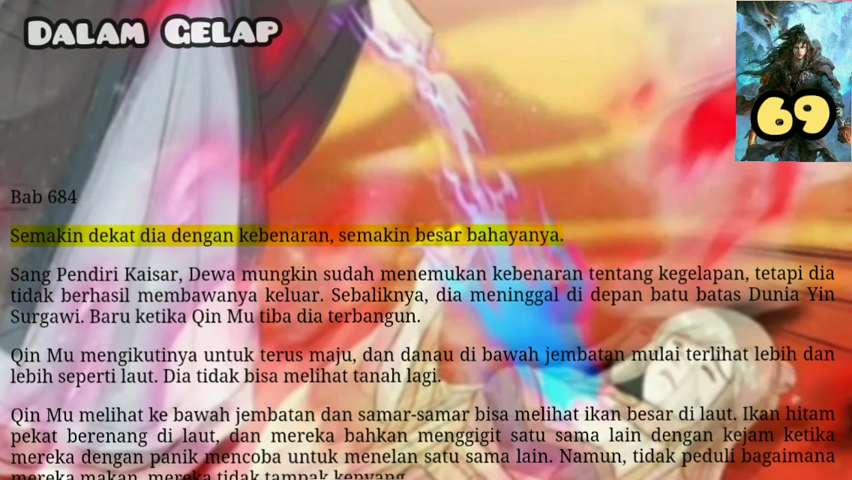 DALAM GELAP
69
Bab 684
Semakin dekat dia dengan kebenaran, semakin besar bahayanya.
Sang Pendiri Kaisar, Dewa mungkin sudah menemukan kebenaran tentang kegelapan, tetapi dia
tidak berhasil membawanya keluar. Sebaliknya, dia meninggal di depan batu batas Dunia Yin
Surgawi. Baru ketika Qin Mu tiba dia terbangun.
Qin Mu mengikutinya untuk terus maju, dan danau di bawah jembatan mulai terlihat lebih dan
lebih seperti laut. Dia tidak bisa melihat tanah lagi.
Qin Mu melihat ke bawah jembatan dan samar-samar bisa melihat ikan besar di laut. Ikan hitam
pekat berenang di laut, dan mereka bahkan menggigit satu sama lain dengan kejam ketika
mereka dengan panik mencoba untuk menelan satu sama lain. Namun, tidak peduli bagaimana
mereka makan, mereka tidak tampak kenyang.